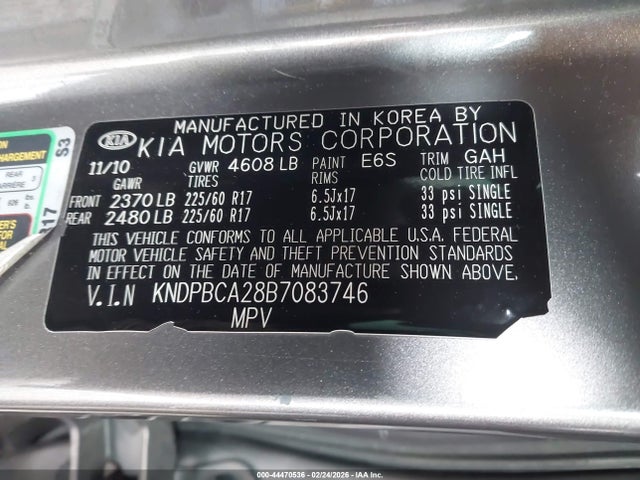 MANUFACTURED IN KOREA BY
KIA KIA MOTORS CORPORATION
11/10 GVWR 4608 LB PAINT E6S TRIM GAH
GAWR TIRES RIMS COLD TIRE INFL
FRONT 2370 LB 225/60 R17 6.5Jx17 33 psi SINGLE
REAR 2480 LB 225/60 R17 6.5Jx17 33 psi SINGLE
THIS VEHICLE CONFORMS TO ALL APPLICABLE U.S.A. FEDERAL
MOTOR VEHICLE SAFETY AND THEFT PREVENTION STANDARDS
IN EFFECT ON THE DATE OF MANUFACTURE SHOWN ABOVE.
V.I.N KNDPBCA28B7083746
MPV
S3
REAR
R17
000-44470536 - 02/24/2026 - IAA Inc.